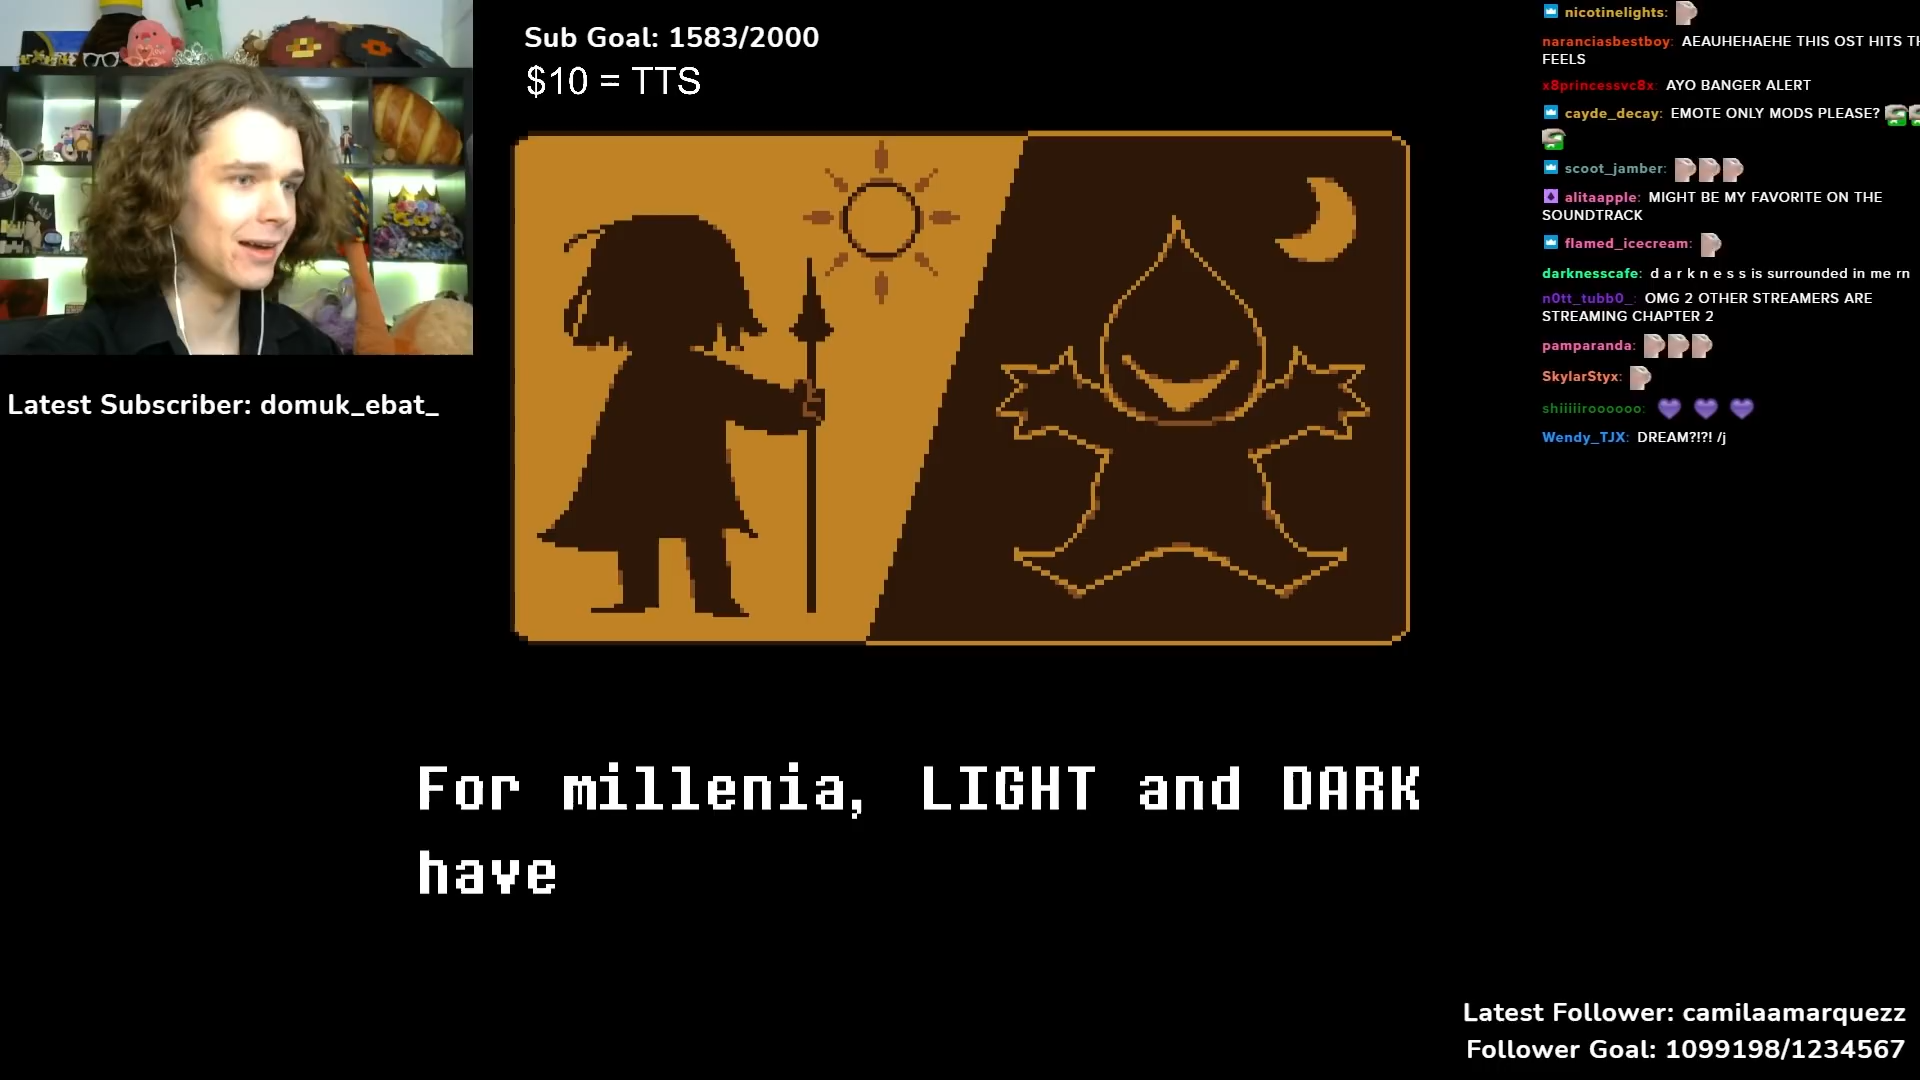 Sub Goal: 1583/2000
$10 = TTS
Latest Subscriber: domuk_ebat_
For millenia, LIGHT and DARK
have
nicotinelights:
naranciasbestboy: AEAUHEHAEHE THIS OST HITS TH
FEELS
x8princessvc8x: AYO BANGER ALERT
cayde_decay: EMOTE ONLY MODS PLEASE?
scoot_jamber:
alitaapple: MIGHT BE MY FAVORITE ON THE
SOUNDTRACK
flamed_icecream:
darknesscafe: d a r k n e s s is surrounded in me rn
n0tt_tubb0_: OMG 2 OTHER STREAMERS ARE
STREAMING CHAPTER 2
pamparanda:
SkylarStyx:
shiiiiiroooooo:
Wendy_TJX: DREAM?!?! /j
Latest Follower: camilaamarquezz
Follower Goal: 1099198/1234567